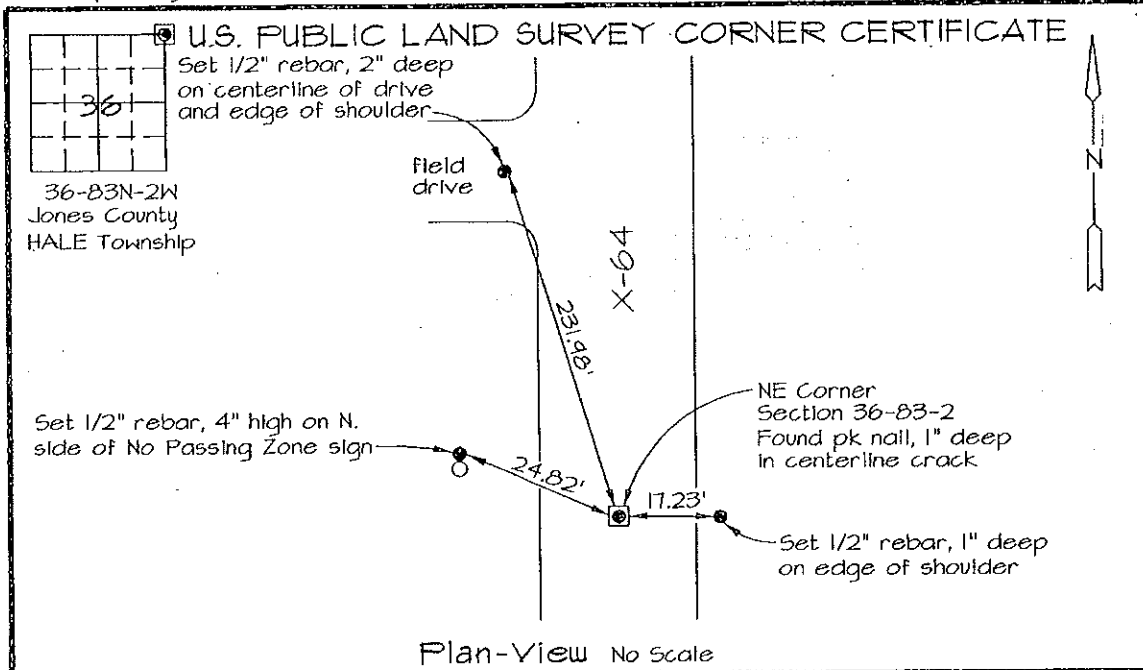 U.S. PUBLIC LAND SURVEY CORNER CERTIFICATE
36
36-83N-2W
Jones County
HALE Township
Set 1/2" rebar, 2" deep
on centerline of drive
and edge of shoulder
field
drive
X-64
N
231.98'
Set 1/2" rebar, 4" high on N.
side of No Passing Zone sign
24.82'
17.23'
NE Corner
Section 36-83-2
Found pk nail, 1" deep
in centerline crack
Set 1/2" rebar, 1" deep
on edge of shoulder
Plan-View No Scale